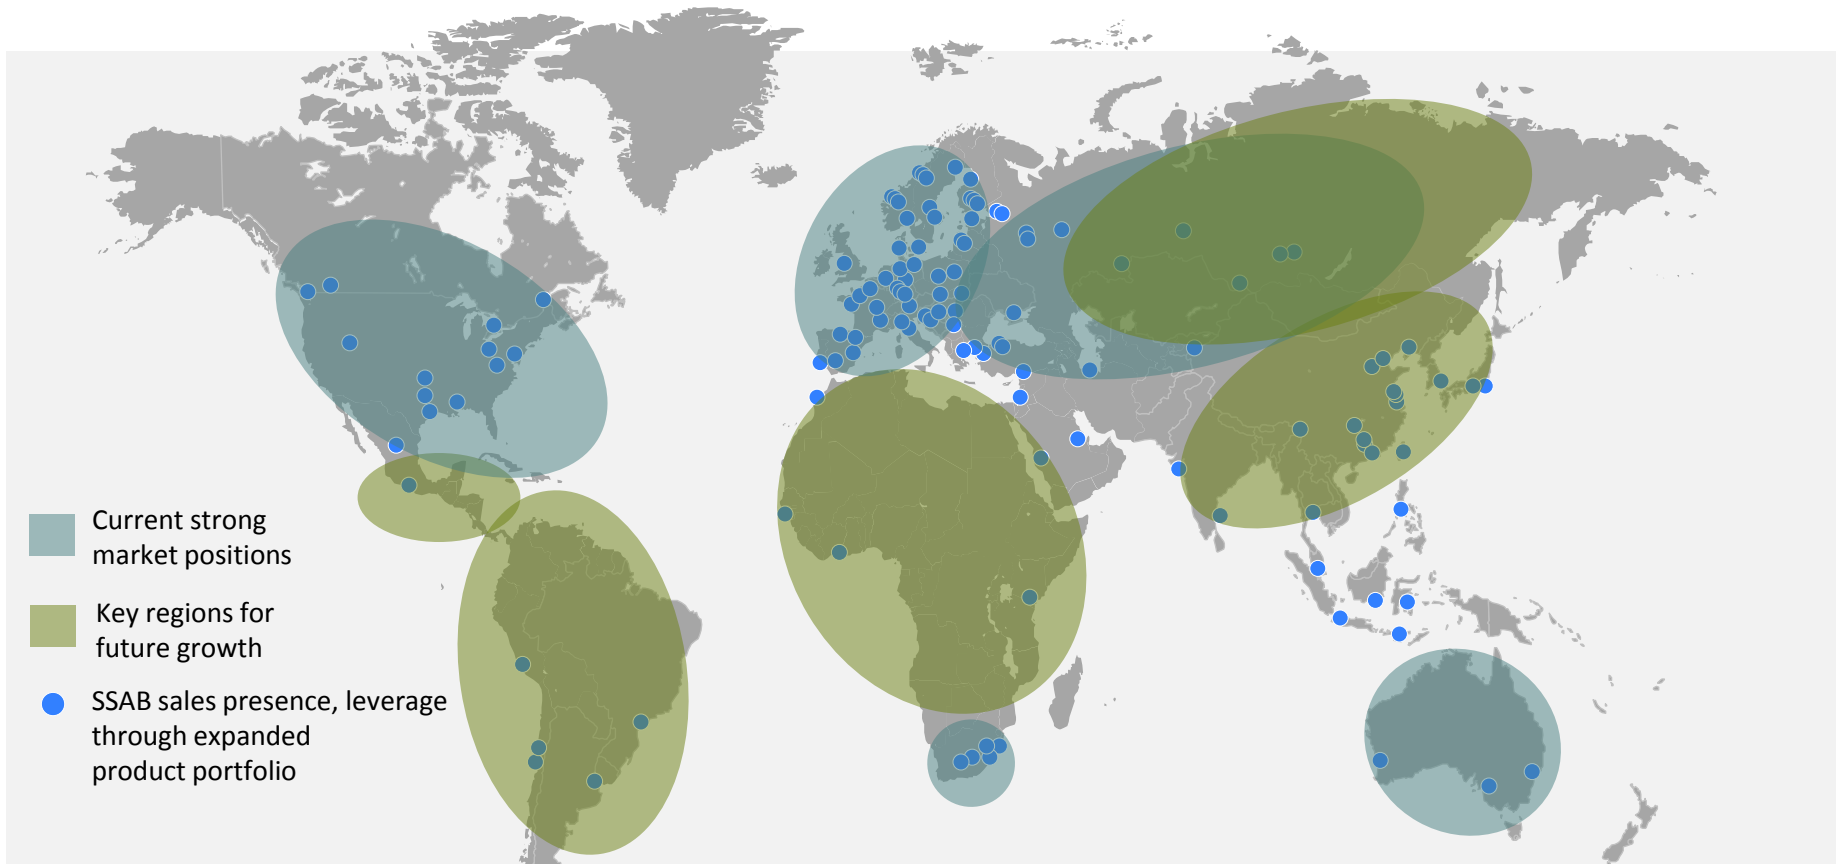 Current strong
market positions
Key regions for
future growth
SSAB sales presence, leverage
through expanded
product portfolio